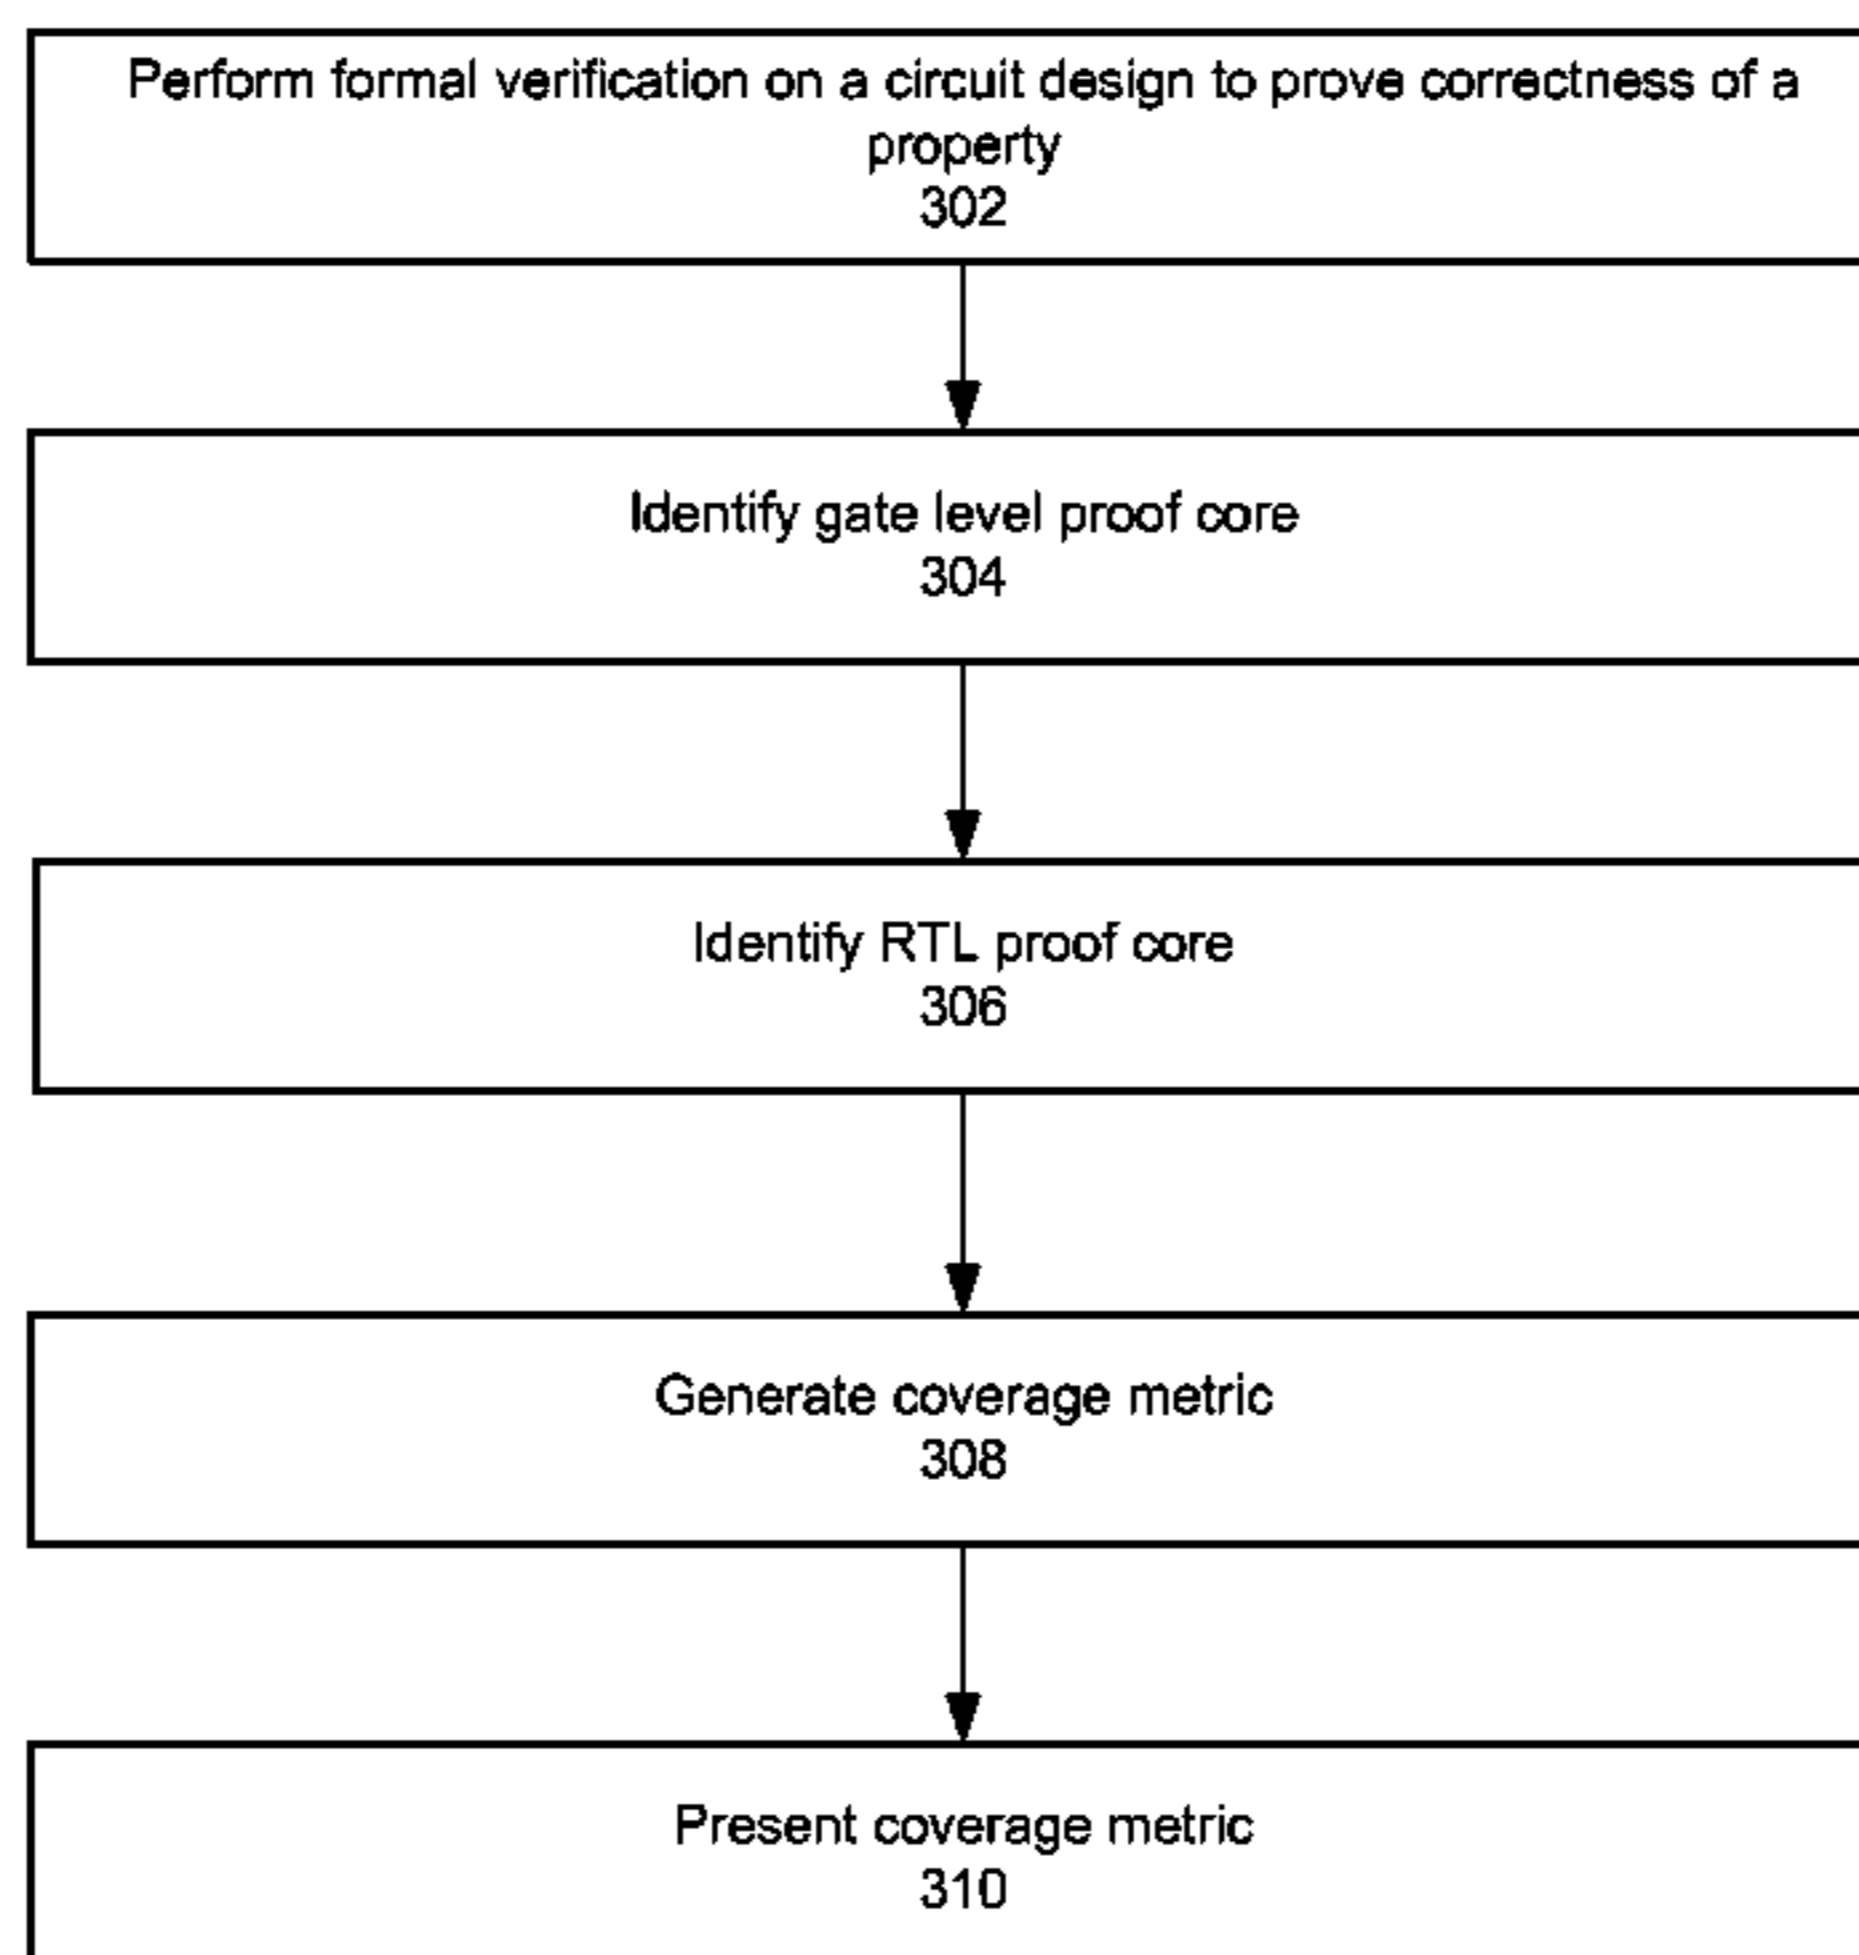 Perform formal verification on a circuit design to prove correctness of a
property
302
Identify gate level proof core
304
Identify RTL proof core
306
Generate coverage metric
308
Present coverage metric
310